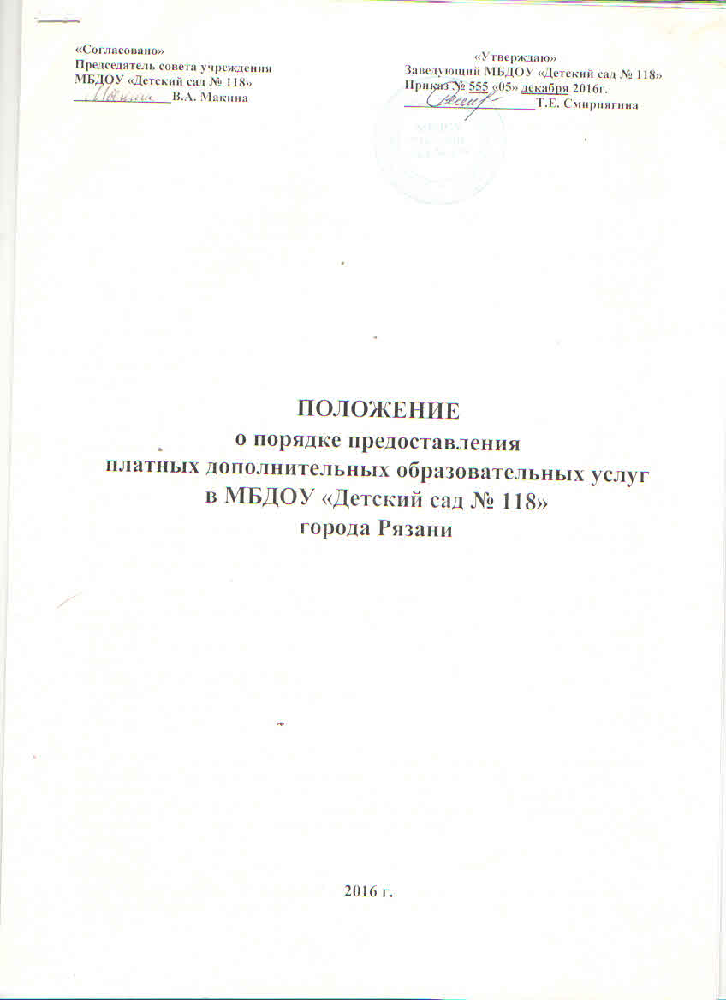 «Согласовано»
Председатель совета учреждения
МБДОУ «Детский сад № 118»
В.А. Макина
«Утверждаю»
Заведующий МБДОУ «Детский сад № 118»
Приказ № 555 «05» декабря 2016г.
Т.Е. Смирнягина
ПОЛОЖЕНИЕ
о порядке предоставления
платных дополнительных образовательных услуг
в МБДОУ «Детский сад № 118»
города Рязани
2016 г.